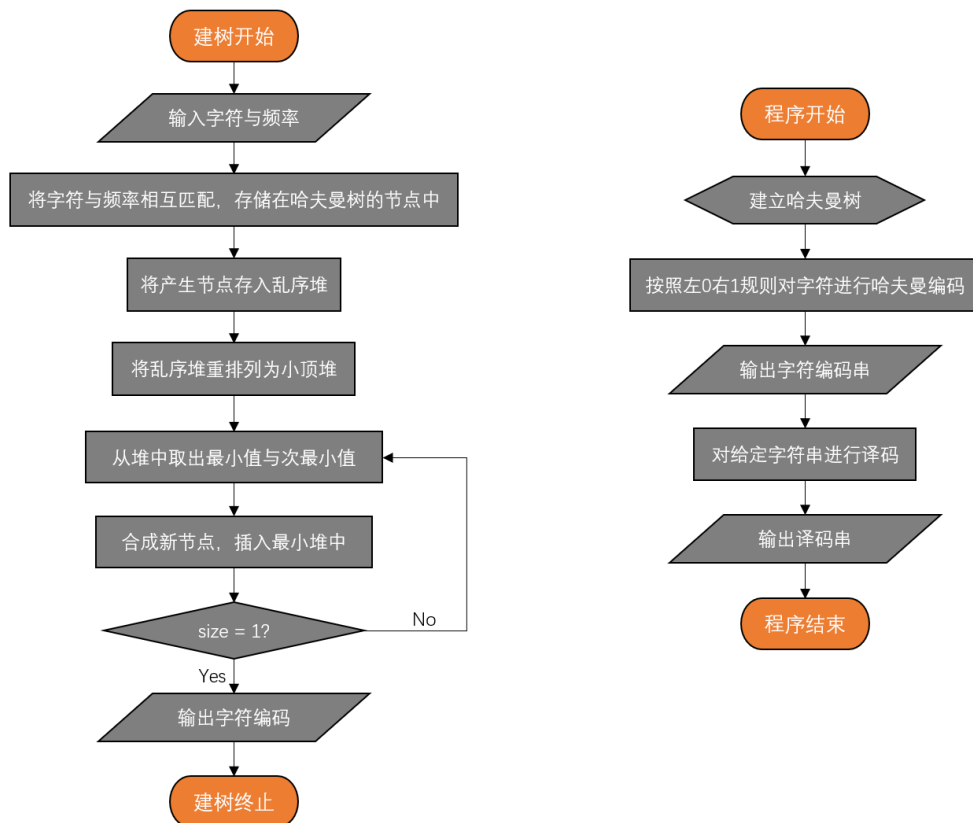 建树开始
输入字符与频率
将字符与频率相互匹配，存储在哈夫曼树的节点中
将产生节点存入乱序堆
将乱序堆重排列为小顶堆
从堆中取出最小值与次最小值
合成新节点，插入最小堆中
size = 1?
No
Yes
输出字符编码
建树终止
程序开始
建立哈夫曼树
按照左0右1规则对字符进行哈夫曼编码
输出字符编码串
对给定字符串进行译码
输出译码串
程序结束